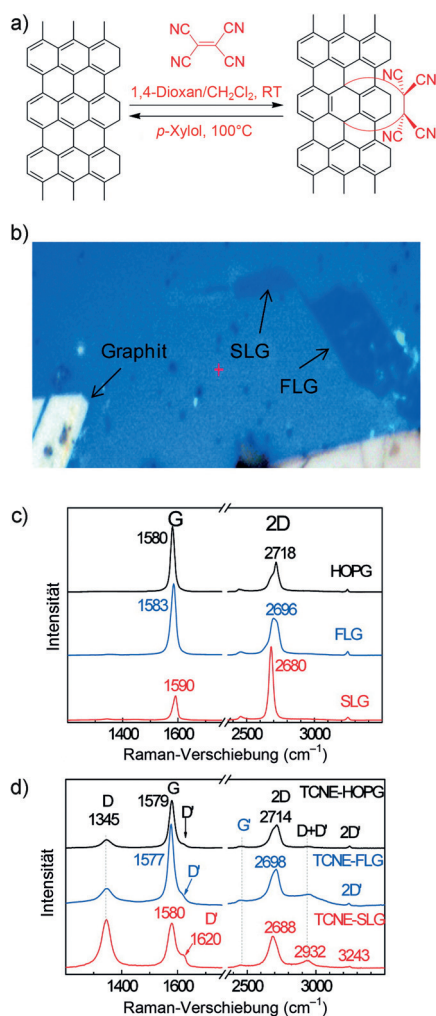 a)
NC CN
NC CN
1,4-Dioxan/CH2Cl2, RT
p-Xylol, 100°C
NC CN
CN
NC CN
b)
Graphit
SLG
FLG
c)
G
2D
1580
2718
HOPG
1583
2696
FLG
1590
2680
SLG
Intensität
1400 1600 3000
Raman-Verschiebung (cm⁻¹)
d)
D
1345
G
1579
D'
2D
2714
TCNE-HOPG
G'
D+D'
2D'
1577
D'
2698
TCNE-FLG
2D'
1580
D'
1620
2688
TCNE-SLG
2932
3243
Intensität
1400 1600 3000
Raman-Verschiebung (cm⁻¹)